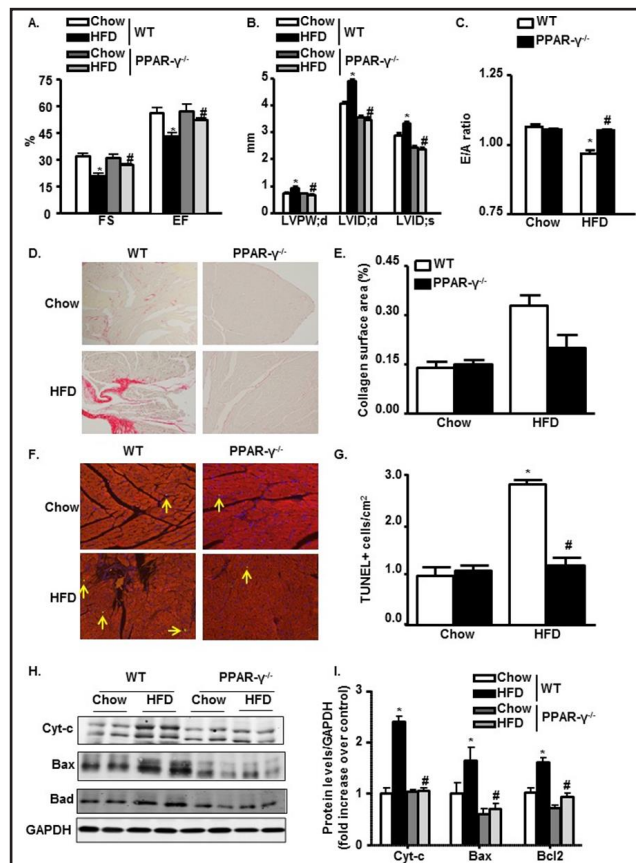 A.
Chow
HFD
WT
Chow
HFD
PPAR-γ-/-
%
60
45
30
15
0
*
#
*
#
FS
EF
B.
Chow
HFD
WT
Chow
HFD
PPAR-γ-/-
mm
5
4
3
2
1
0
*
#
*
#
*
#
LVPW;d
LVID;d
LVID;s
C.
WT
PPAR-γ-/-
E/A ratio
1.25
1.00
0.75
*
#
Chow
HFD
D.
WT
PPAR-γ-/-
Chow
HFD
E.
WT
PPAR-γ-/-
Collagen surface area (%)
0.45
0.30
0.15
0.00
Chow
HFD
F.
WT
PPAR-γ-/-
Chow
HFD
G.
TUNEL+ cells/cm2
3.0
2.0
1.0
0.0
*
#
Chow
HFD
H.
WT
PPAR-γ-/-
Chow
HFD
Chow
HFD
Cyt-c
Bax
Bad
GAPDH
I.
Chow
HFD
WT
Chow
HFD
PPAR-γ-/-
Protein levels/GAPDH
(fold increase over control)
3
2
1
0
*
#
*
#
*
#
Cyt-c
Bax
Bcl2